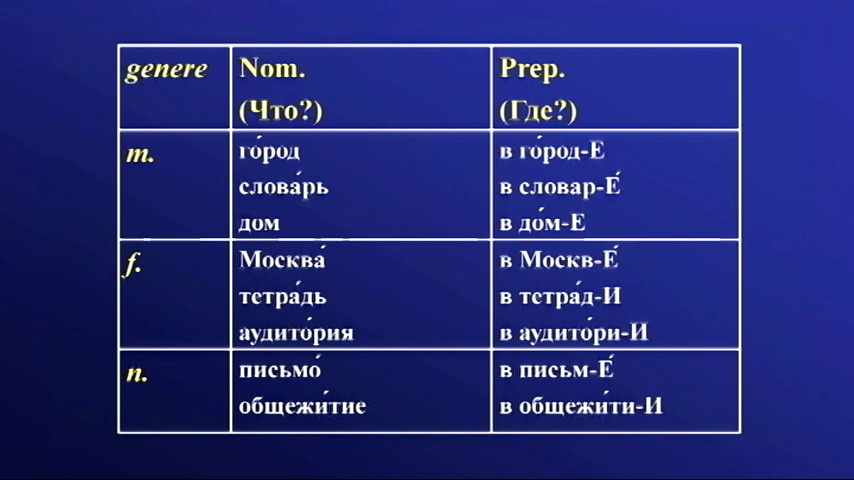 genere Nom. Prep.
(Что?) (Где?)
m. го́род в го́род-Е
слова́рь в словар-Е́
дом в до́м-Е
f. Москва́ в Москв-Е́
тетра́дь в тетра́д-И
аудито́рия в аудито́ри-И
n. письмо́ в письм-Е́
общежи́тие в общежи́ти-И